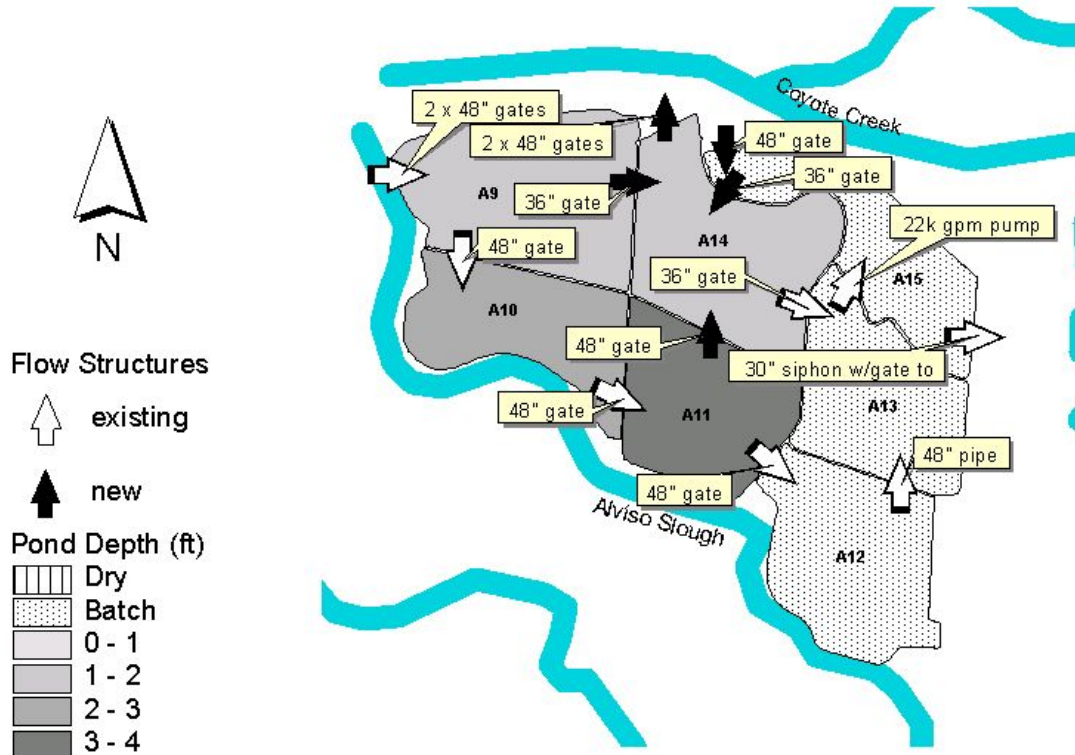 Coyote Creek
2 x 48" gates
2 x 48" gates
48" gate
36" gate
36" gate
A9
22k gpm pump
A14
48" gate
36" gate
A15
A10
N
48" gate
30" siphon w/gate to
Flow Structures
existing
48" gate
A11
A13
48" pipe
new
48" gate
Alviso Slough
Pond Depth (ft)
A12
Dry
Batch
0 - 1
1 - 2
2 - 3
3 - 4